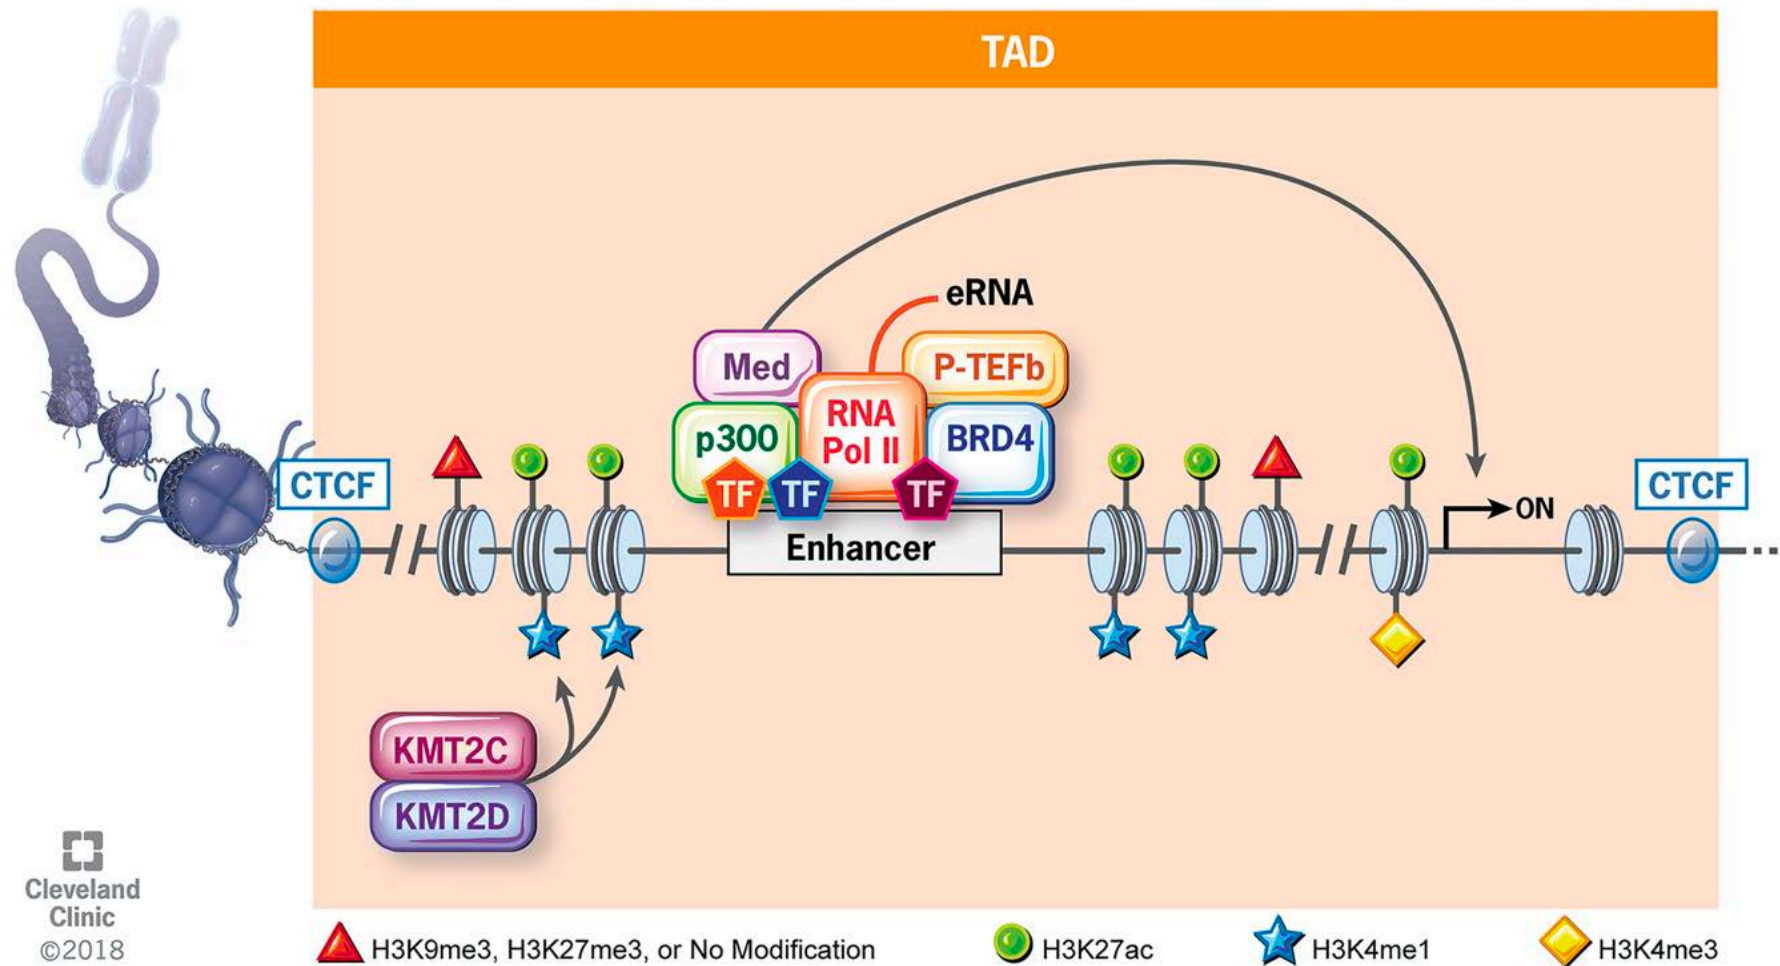 TAD
eRNA
Med
P-TEFb
RNA
Pol II
p300
BRD4
TF
TF
TF
CTCF
CTCF
ON
Enhancer
KMT2C
KMT2D
Cleveland
Clinic
©2018
H3K9me3, H3K27me3, or No Modification
H3K27ac
H3K4me1
H3K4me3